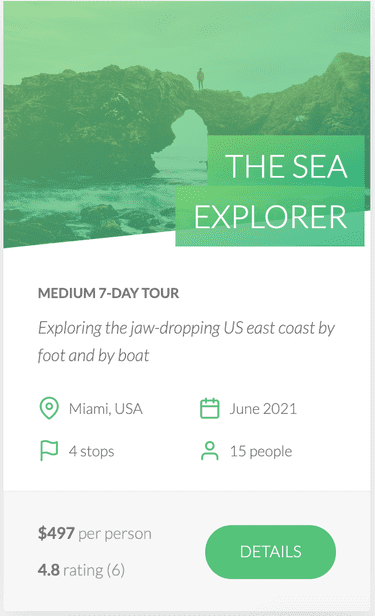 THE SEA
EXPLORER
MEDIUM 7-DAY TOUR
Exploring the jaw-dropping US east coast by
foot and by boat
Miami, USA
June 2021
4 stops
15 people
$497 per person
4.8 rating (6)
DETAILS